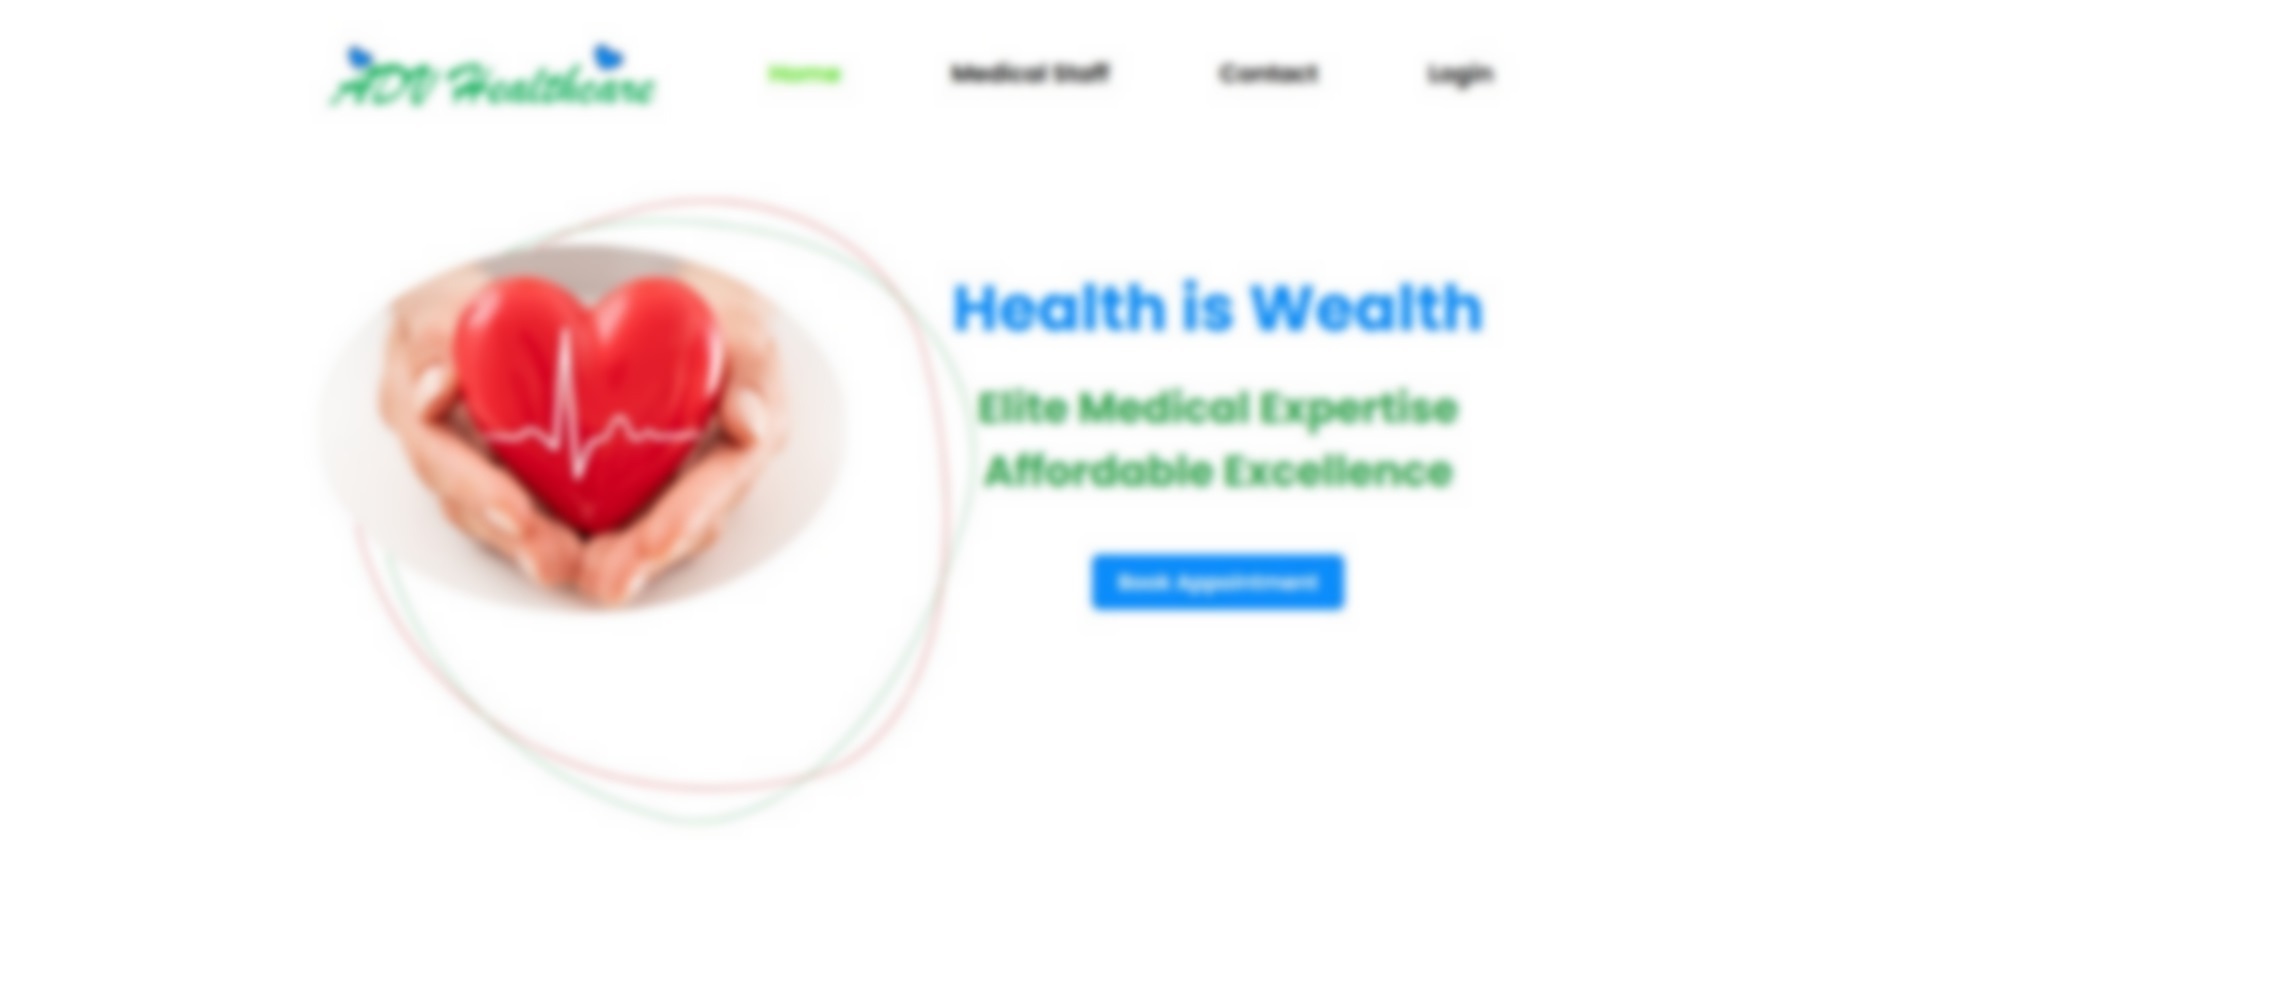 ADV Healthcare
Home
Medical Staff
Contact
Login
Health is Wealth
Elite Medical Expertise
Affordable Excellence
Book Appointment